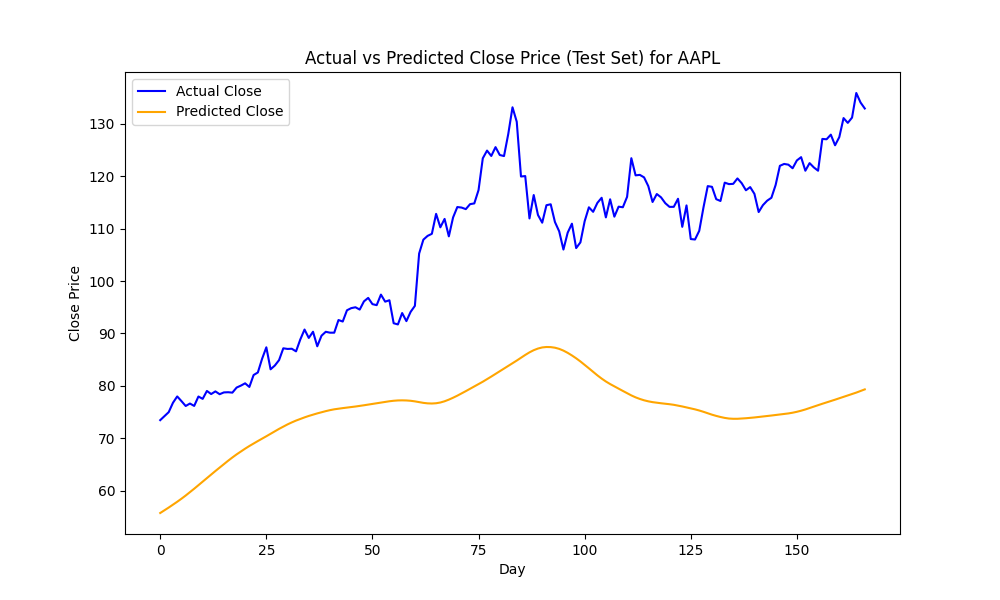 Actual vs Predicted Close Price (Test Set) for AAPL
Actual Close
Predicted Close
Close Price
130
120
110
100
90
80
70
60
0 25 50 75 100 125 150
Day